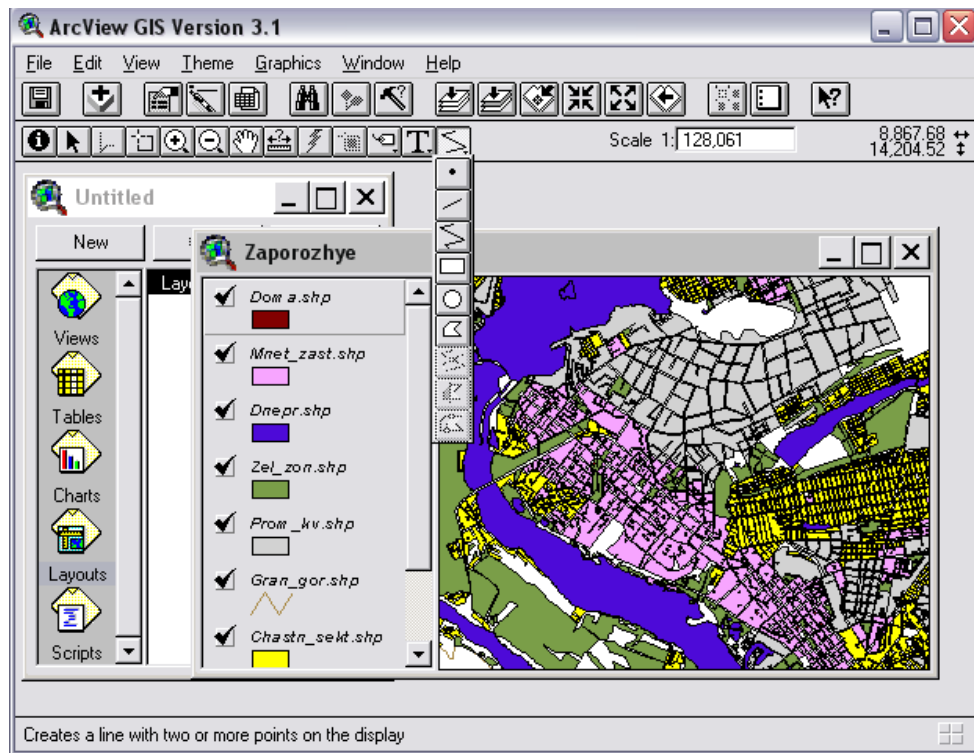 ArcView GIS Version 3.1
File Edit View Theme Graphics Window Help
Scale 1: 128,061
8,867.68
14,204.52
Untitled
New
Views
Tables
Charts
Layouts
Scripts
Zaporozhye
Dom a.shp
Mnet_zast.shp
Dnepr.shp
Zel_zon.shp
Prom_kv.shp
Gran_gor.shp
Chastn_sekt.shp
Creates a line with two or more points on the display